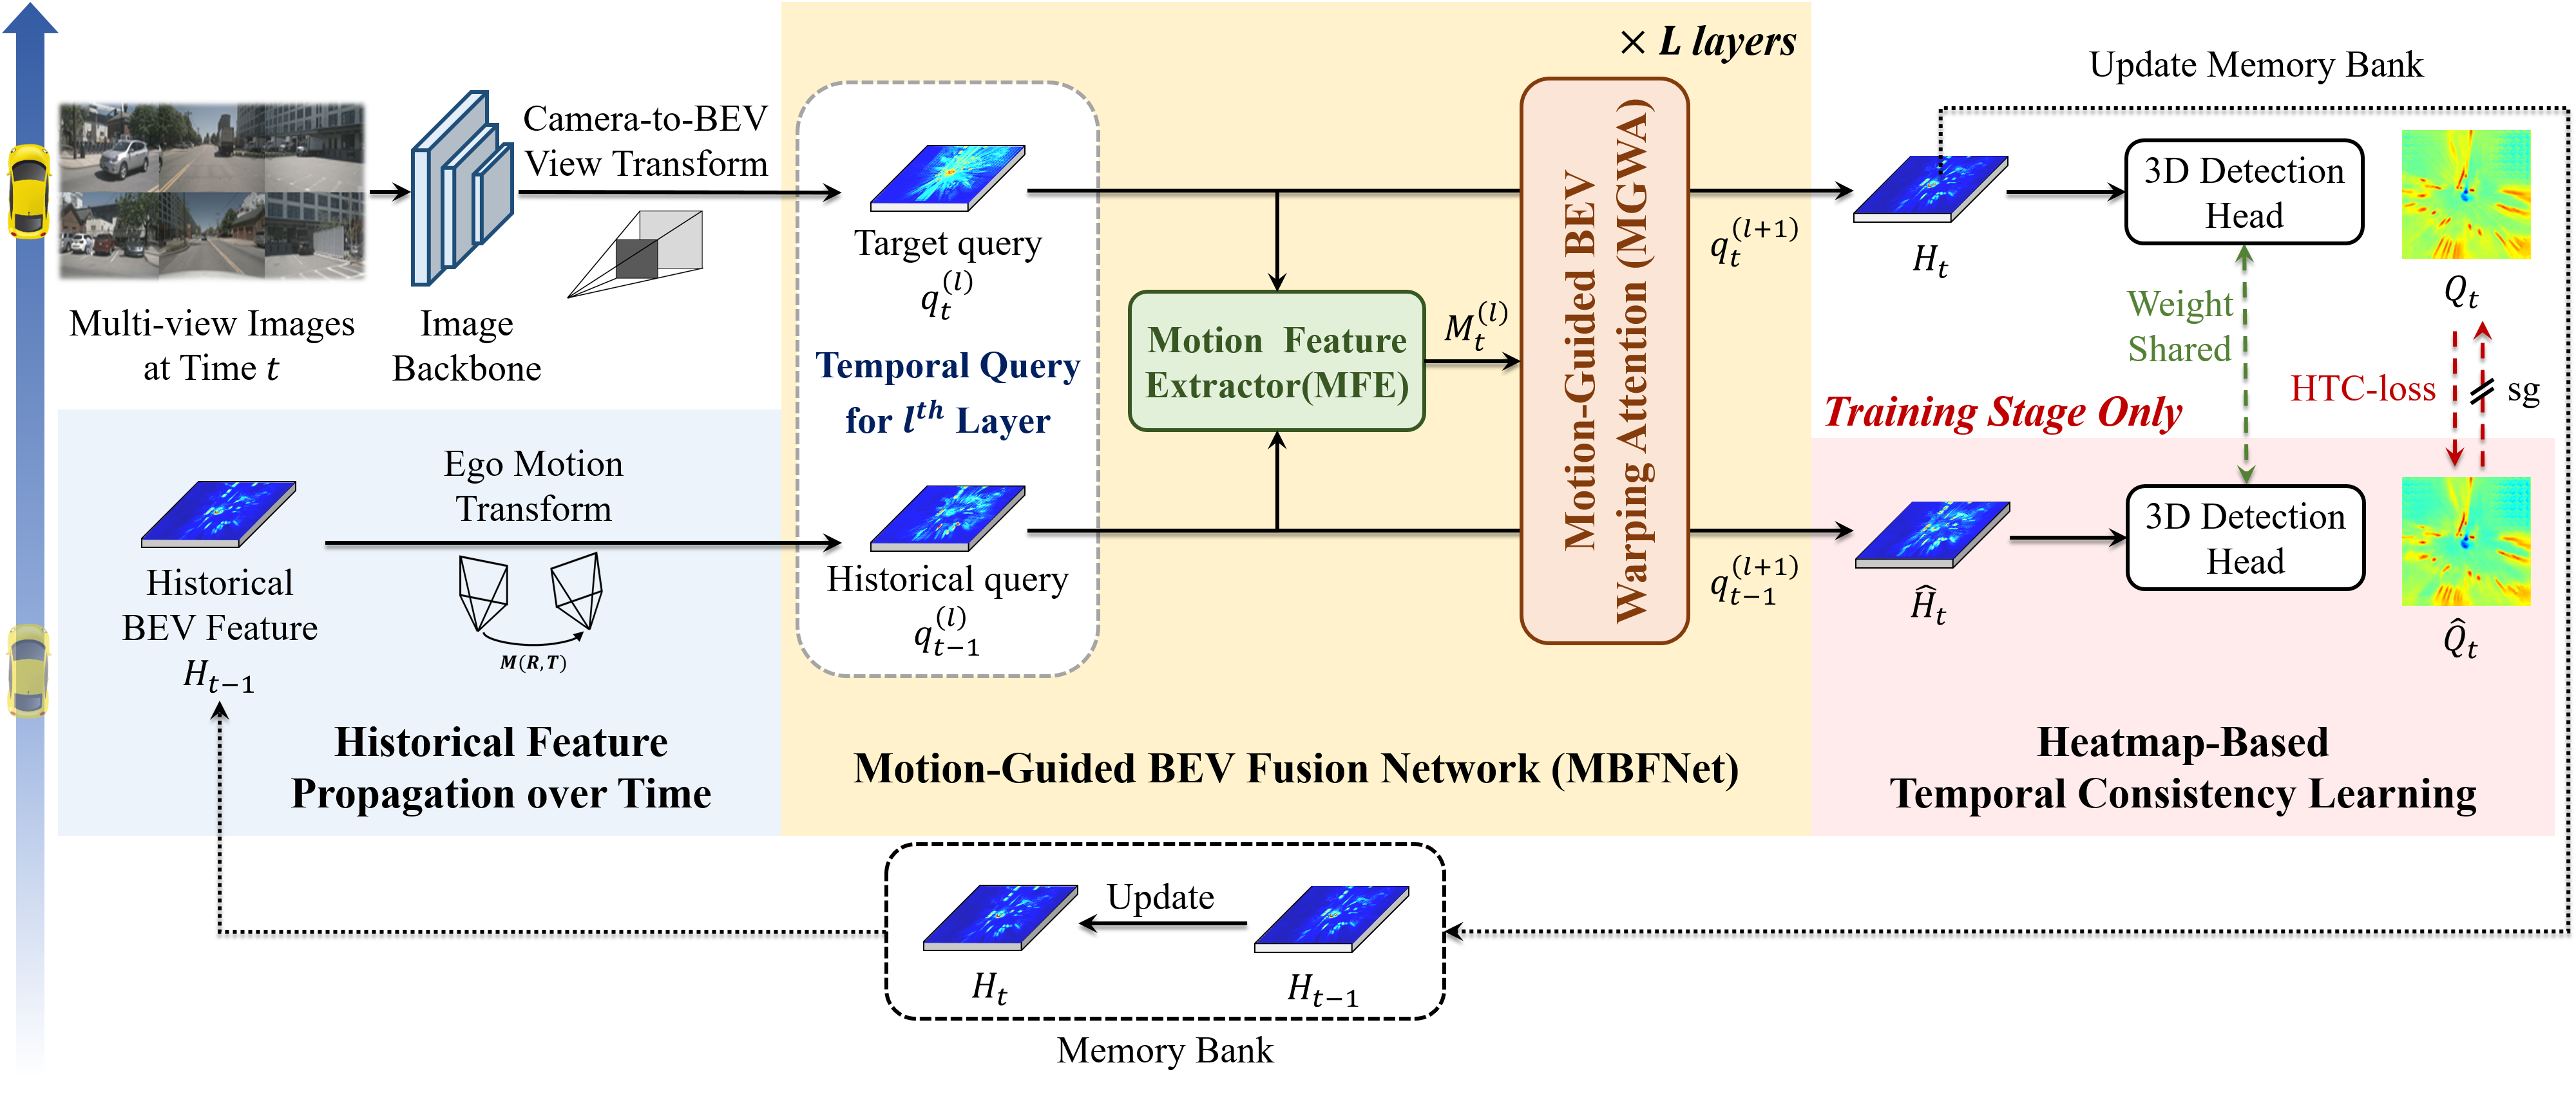 × L layers
Update Memory Bank
Camera-to-BEV
View Transform
Multi-view Images
at Time t
Image
Backbone
Target query
q_t^{(l)}
Temporal Query
for l^{th} Layer
Historical query
q_{t-1}^{(l)}
Motion Feature
Extractor(MFE)
M_t^{(l)}
Motion-Guided BEV
Warping Attention (MGWA)
q_t^{(l+1)}
q_{t-1}^{(l+1)}
H_t
3D Detection
Head
Q_t
Weight
Shared
HTC-loss
sg
Training Stage Only
Ĥ_t
3D Detection
Head
Q̂_t
Heatmap-Based
Temporal Consistency Learning
Ego Motion
Transform
M(R,T)
Historical
BEV Feature
H_{t-1}
Historical Feature
Propagation over Time
Motion-Guided BEV Fusion Network (MBFNet)
Update
H_t
H_{t-1}
Memory Bank